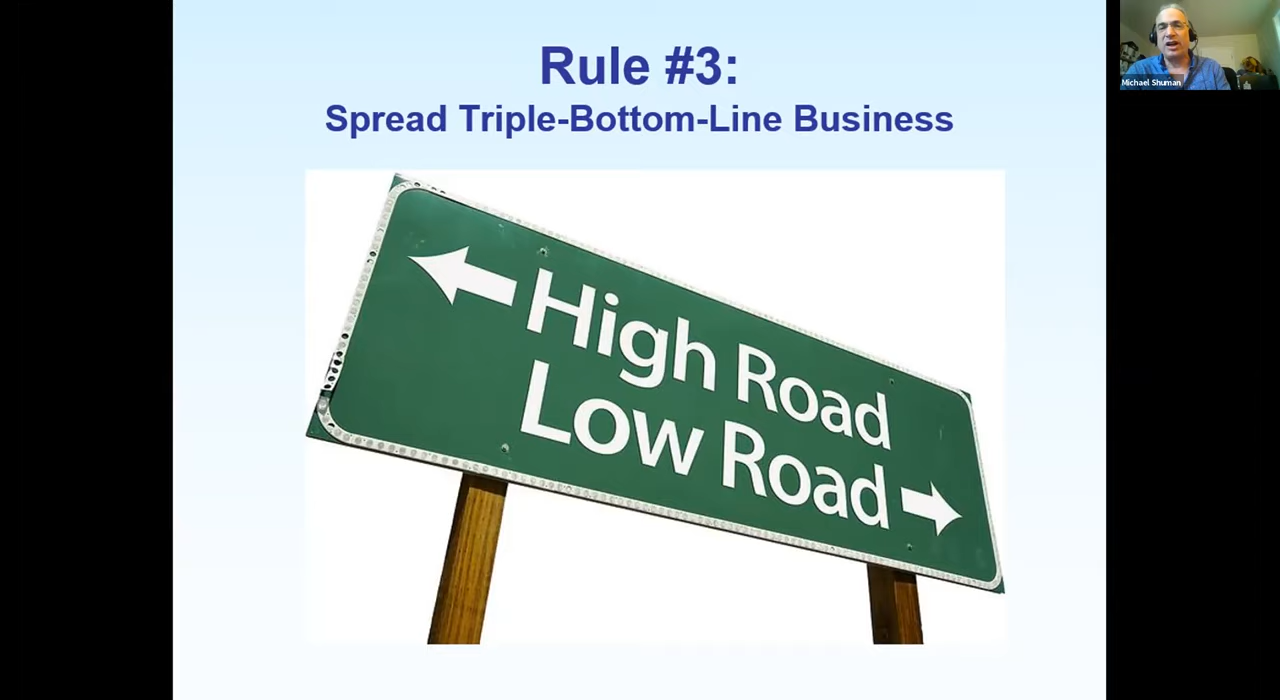 Rule #3:
Spread Triple-Bottom-Line Business
High Road
Low Road
Michael Shuman